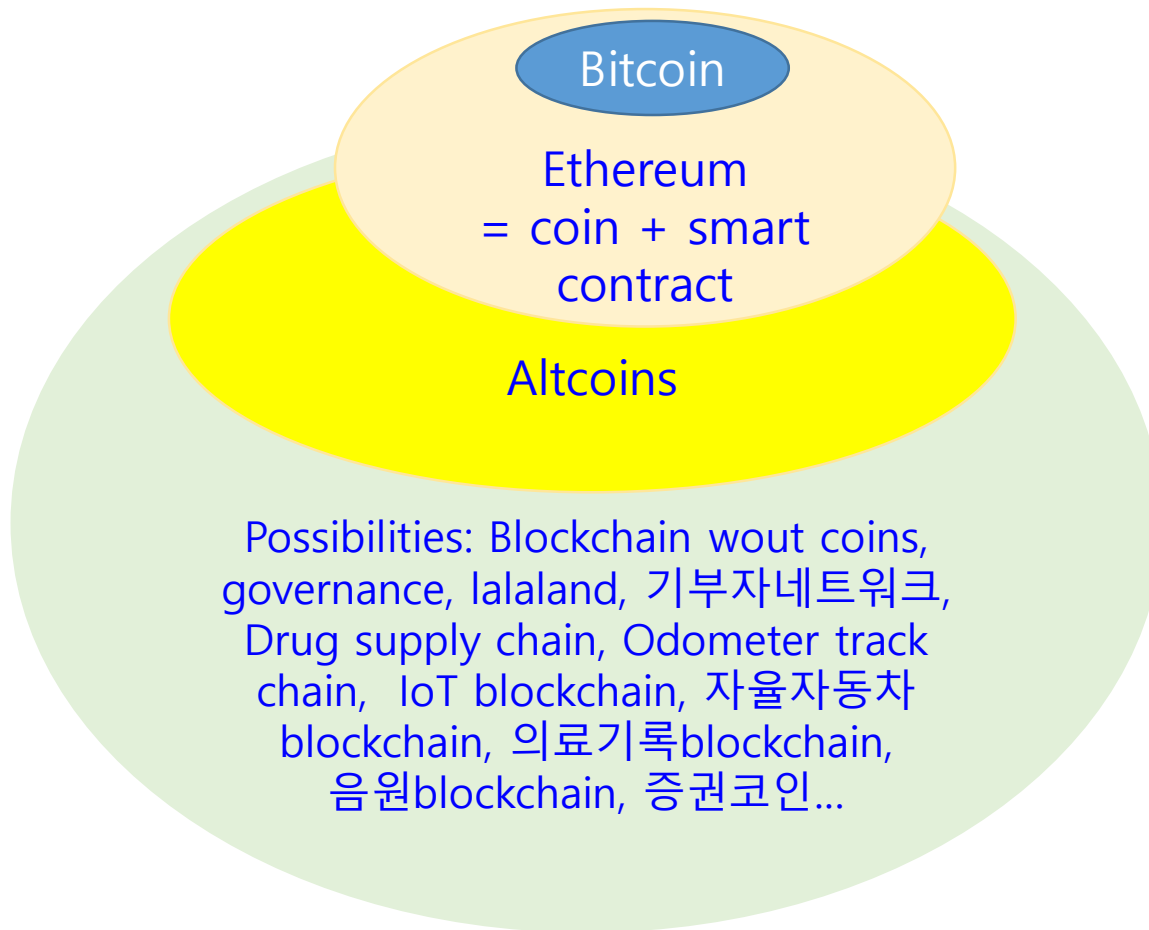 Bitcoin
Ethereum
= coin + smart
contract
Altcoins
Possibilities: Blockchain wout coins,
governance, lalaland, 기부자네트워크,
Drug supply chain, Odometer track
chain, IoT blockchain, 자율자동차
blockchain, 의료기록blockchain,
음원blockchain, 증권코인...